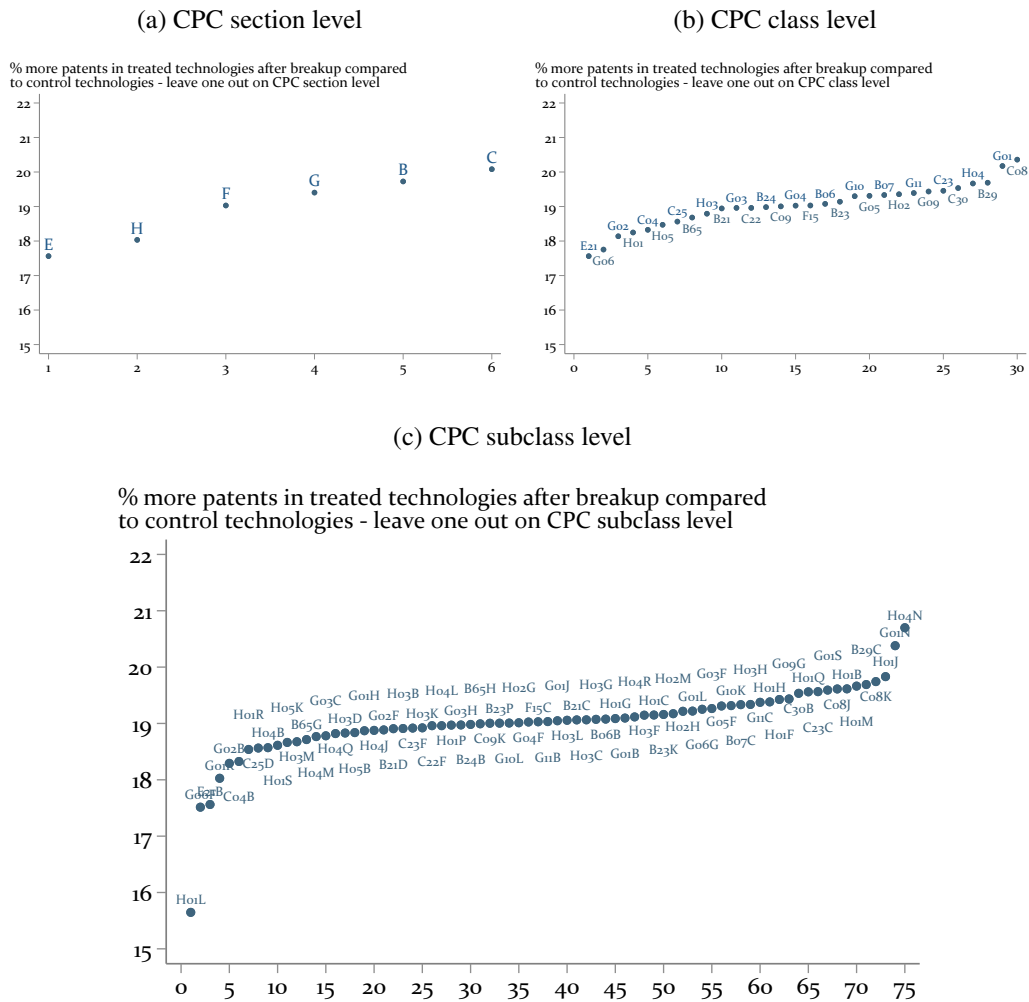 (a) CPC section level
(b) CPC class level
% more patents in treated technologies after breakup compared
to control technologies - leave one out on CPC section level
22
21
20
19
18
17
16
15
E
H
F
G
B
C
1 2 3 4 5 6
% more patents in treated technologies after breakup compared
to control technologies - leave one out on CPC class level
22
21
20
19
18
17
16
15
E21 G06 G02 H01 C04 H05 C25 B65 H03 B21 G03 C22 B24 C09 G04 F15 B06 B23 G10 G05 B07 H02 G11 G09 C23 C30 H04 B29 G01 C08
0 5 10 15 20 25 30
(c) CPC subclass level
% more patents in treated technologies after breakup compared
to control technologies - leave one out on CPC subclass level
22
21
20
19
18
17
16
15
H04N
G01N
G01S B29C
G03F H03H G09G H01J
G03C G01H H03B H04L B65H H02G G01J H03G H04R H02M H01Q H01B
H01R H05K G01L G10K H01H C08K
H04B B65G H03D G02F H03K G03H B23P F15C B21C B21G H01C C30B C08J
G02B H03M H04Q H04J C23F H01P C09K G04F H03L B06B H03F H02H G05F G11C C23C H01M
G01R C25D H01S H04M H05B B21D C22F B24B G10L G11B H03C G01B B23K G06G B07C H01F
G06F E21B C04B
H01L
0 5 10 15 20 25 30 35 40 45 50 55 60 65 70 75